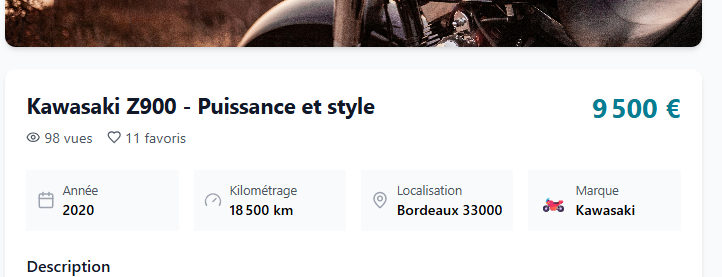 Kawasaki Z900 - Puissance et style
9 500 €
98 vues 11 favoris
Année
2020
Kilométrage
18 500 km
Localisation
Bordeaux 33000
Marque
Kawasaki
Description